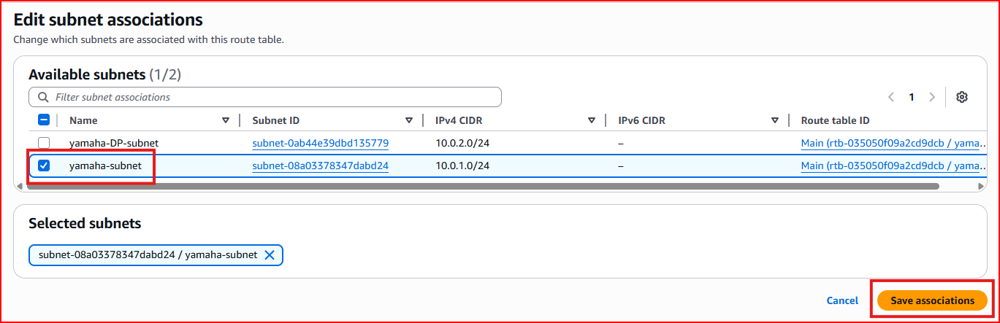 Edit subnet associations
Change which subnets are associated with this route table.
Available subnets (1/2)
Filter subnet associations
1
Name Subnet ID IPv4 CIDR IPv6 CIDR Route table ID
yamaha-DP-subnet subnet-0ab44e39dbd135779 10.0.2.0/24 – Main (rtb-035050f09a2cd9dcb / yama...
yamaha-subnet subnet-08a03378347dabd24 10.0.1.0/24 – Main (rtb-035050f09a2cd9dcb / yama...
Selected subnets
subnet-08a03378347dabd24 / yamaha-subnet
Cancel Save associations